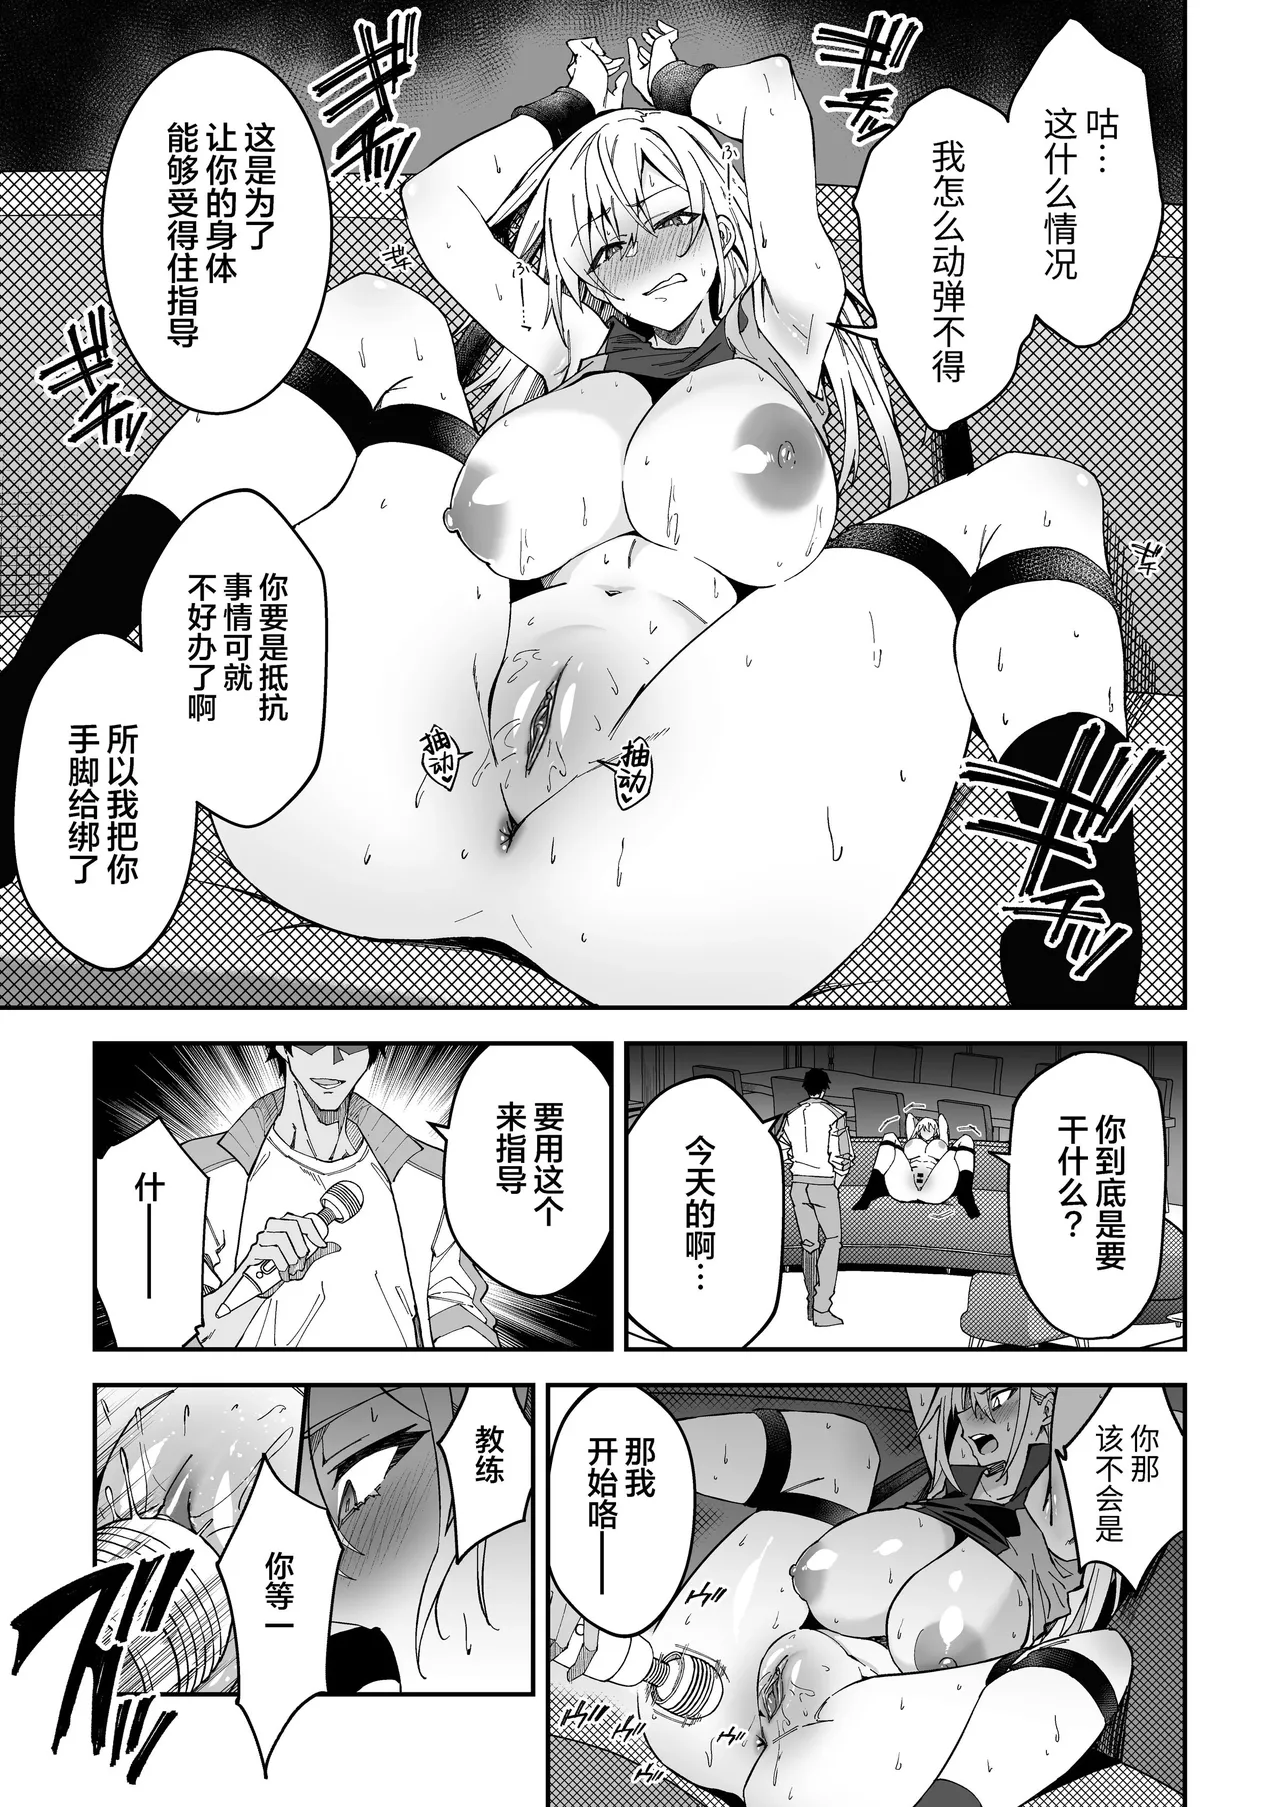 咕…
这什么情况
我怎么动弹不得
这是为了
让你的身体
能够受得住指导
你要是抵抗
事情可就
不好办了啊
所以我把你
手脚给绑了
抽动♡
抽动♡
你到底是要
干什么？
今天的啊…
要用这个
来指导
什——
你那
该不会是
那我
开始咯——
教练
你等一